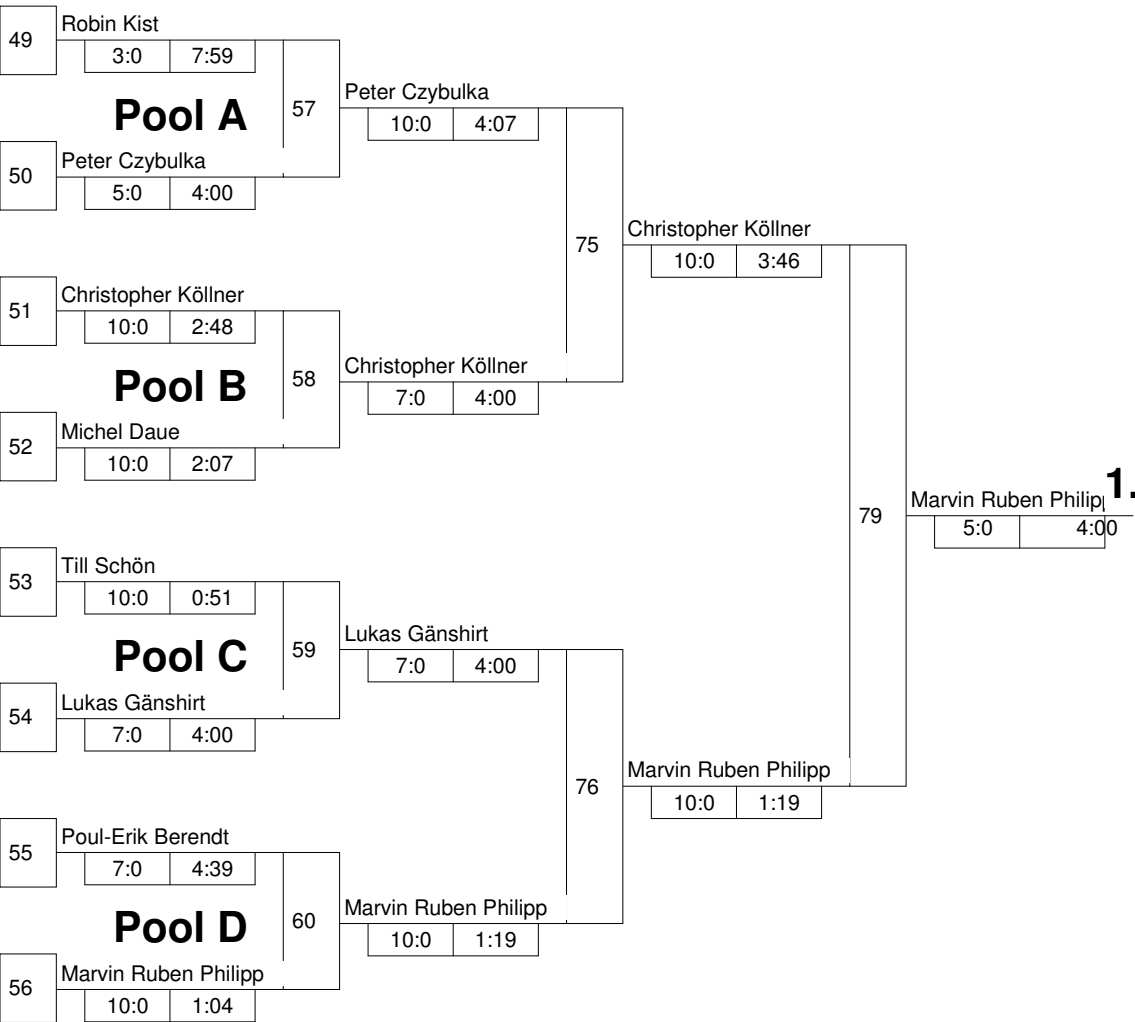 49
Robin Kist
3:0 7:59
Pool A
57
Peter Czybulka
10:0 4:07
50
Peter Czybulka
5:0 4:00
75
Christopher Köllner
10:0 3:46
51
Christopher Köllner
10:0 2:48
Pool B
58
Christopher Köllner
7:0 4:00
52
Michel Daue
10:0 2:07
79
Marvin Ruben Philip
1.
5:0 4:00
53
Till Schön
10:0 0:51
Pool C
59
Lukas Gänshirt
7:0 4:00
54
Lukas Gänshirt
7:0 4:00
76
Marvin Ruben Philipp
10:0 1:19
55
Poul-Erik Berendt
7:0 4:39
Pool D
60
Marvin Ruben Philipp
10:0 1:19
56
Marvin Ruben Philipp
10:0 1:04